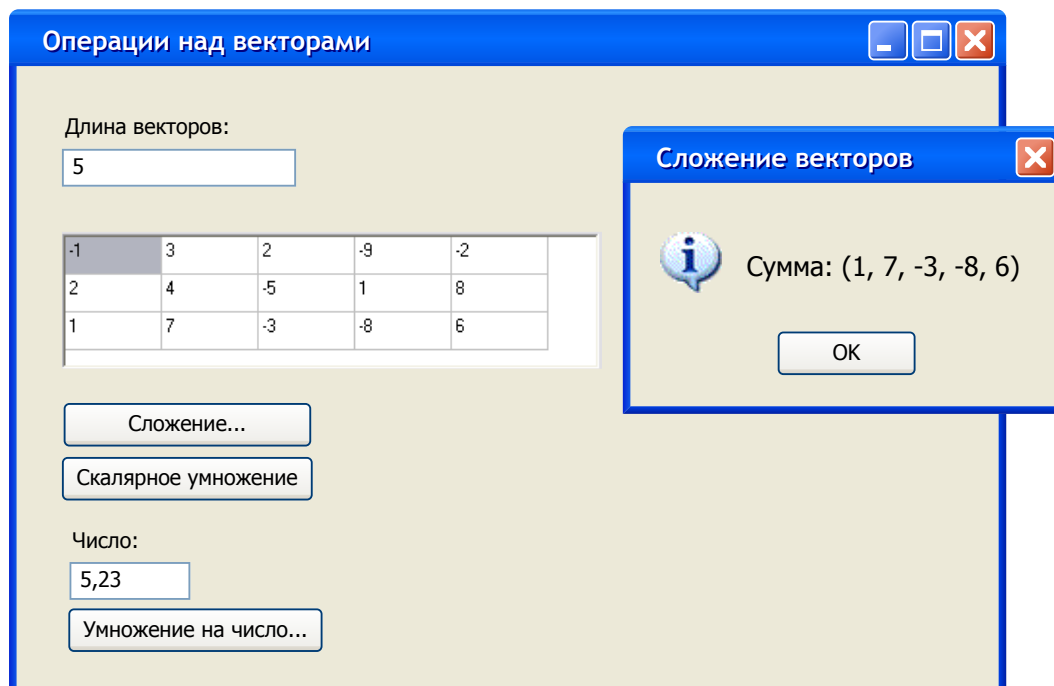 Операции над векторами
Длина векторов:
5
-1 3 2 -9 -2
2 4 -5 1 8
1 7 -3 -8 6
Сложение...
Скалярное умножение
Число:
5,23
Умножение на число...
Сложение векторов
Сумма: (1, 7, -3, -8, 6)
OK